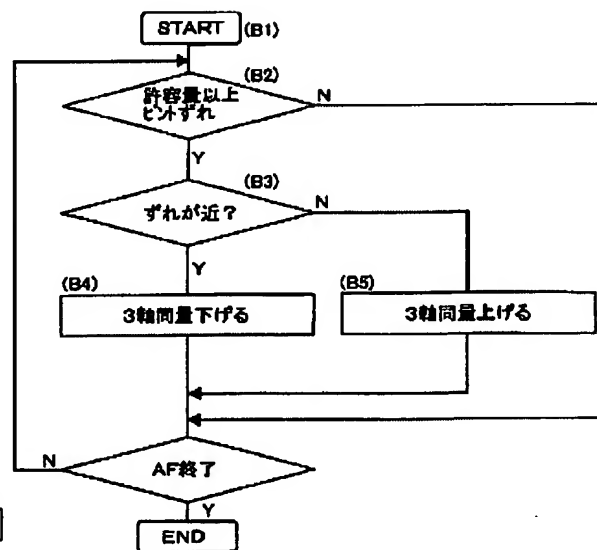 START (B1)
(B2)
許容量以上
ピントずれ
N
Y
(B3)
ずれが近?
N
Y
(B4)
3軸同量下げる
(B5)
3軸同量上げる
N
AF終了
Y
END